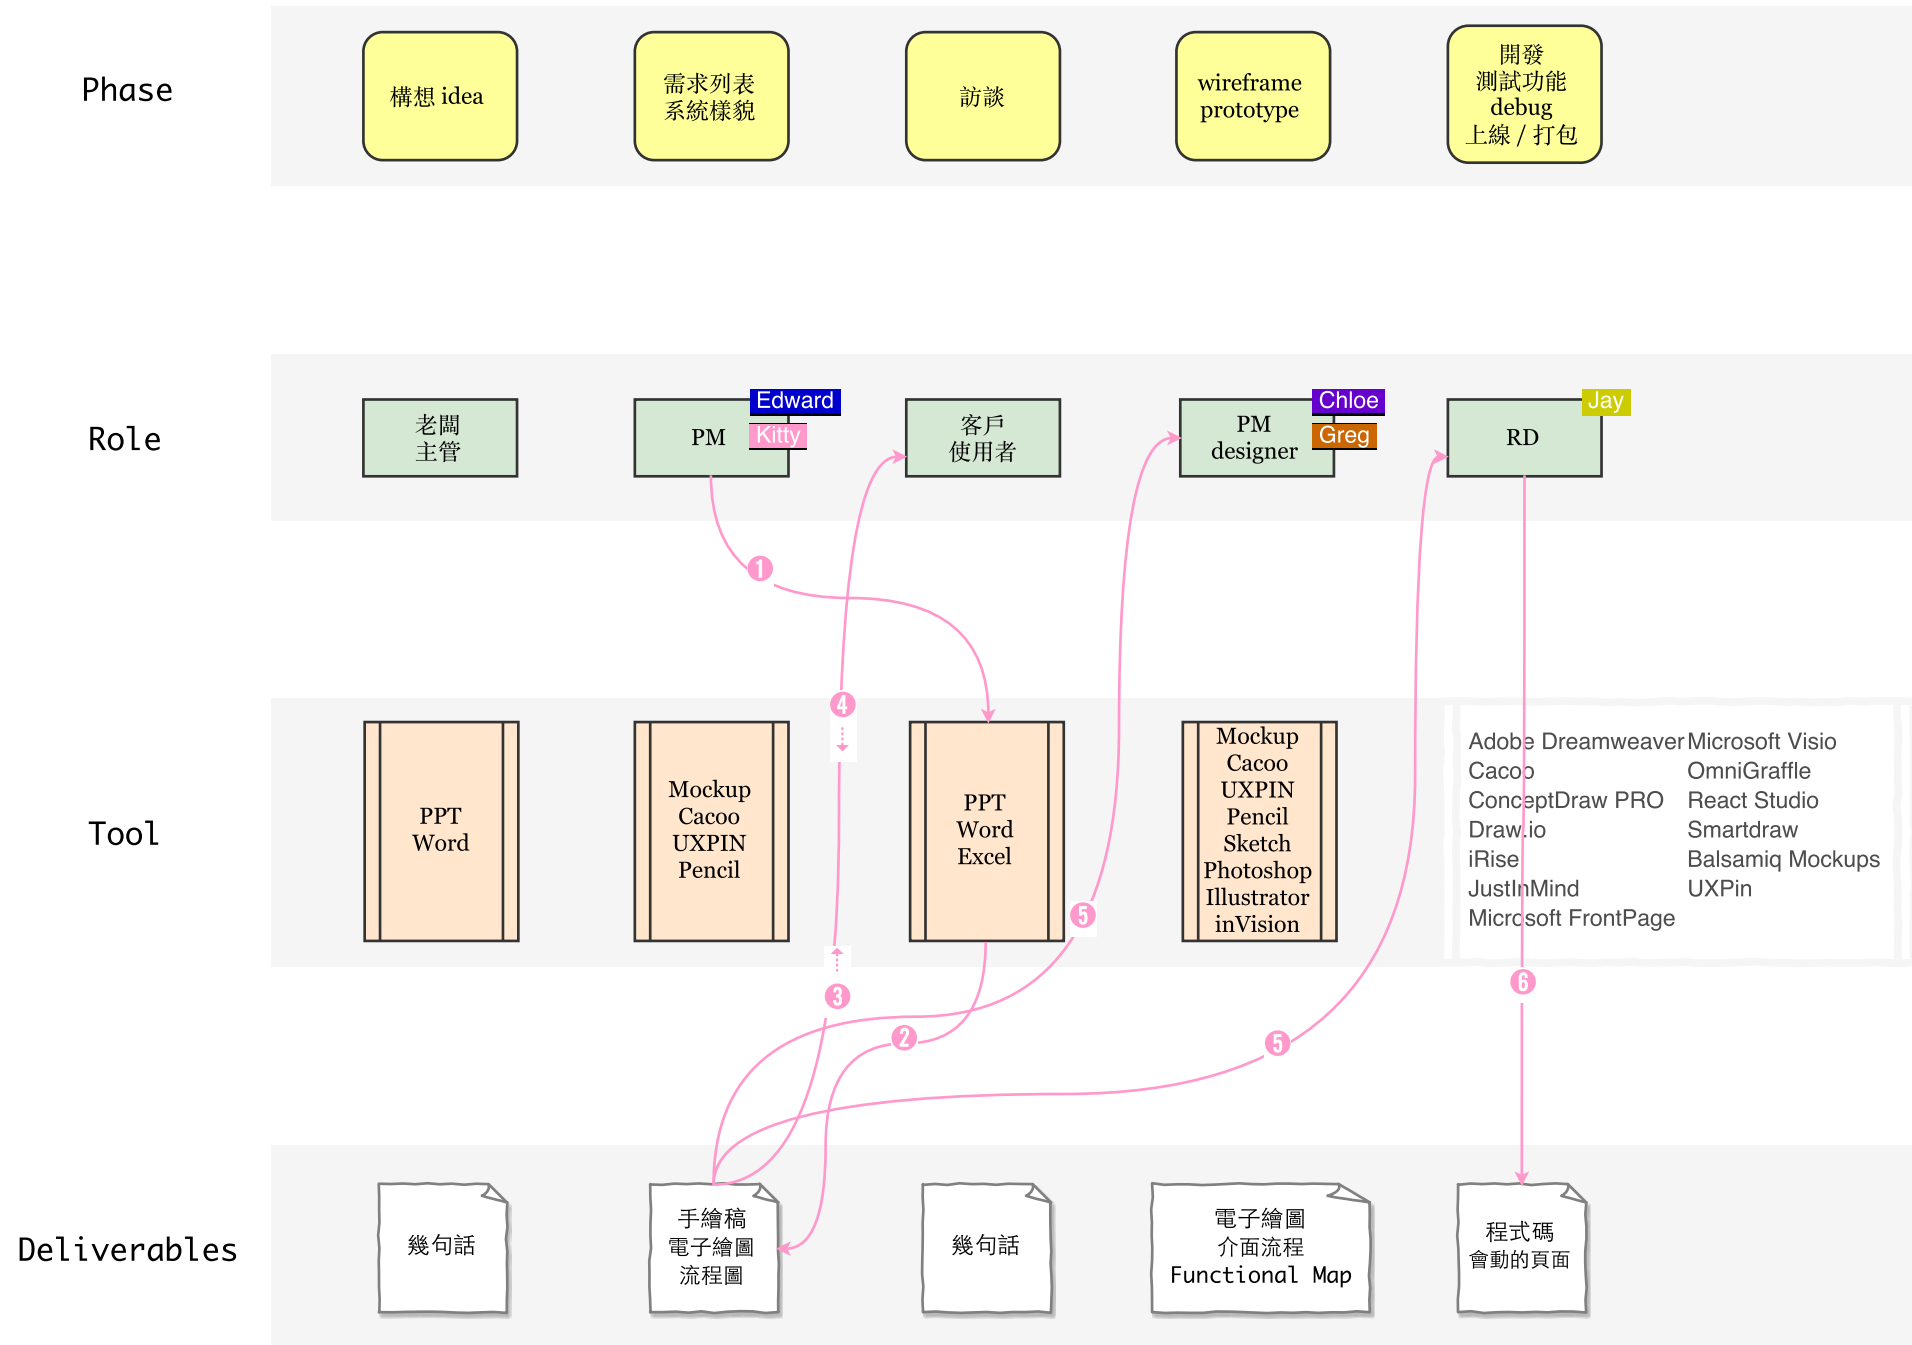 Phase
構想 idea
需求列表
系統樣貌
訪談
wireframe
prototype
開發
測試功能
debug
上線 / 打包
Role
老闆
主管
PM
Edward
Kitty
客戶
使用者
PM
designer
Chloe
Greg
RD
Jay
1
4
Tool
PPT
Word
Mockup
Cacoo
UXPIN
Pencil
PPT
Word
Excel
Mockup
Cacoo
UXPIN
Pencil
Sketch
Photoshop
Illustrator
inVision
Adobe Dreamweaver
Cacoo
ConceptDraw PRO
Draw.io
iRise
JustInMind
Microsoft FrontPage
Microsoft Visio
OmniGraffle
React Studio
Smartdraw
Balsamiq Mockups
UXPin
5
3
6
2
5
Deliverables
幾句話
手繪稿
電子繪圖
流程圖
幾句話
電子繪圖
介面流程
Functional Map
程式碼
會動的頁面